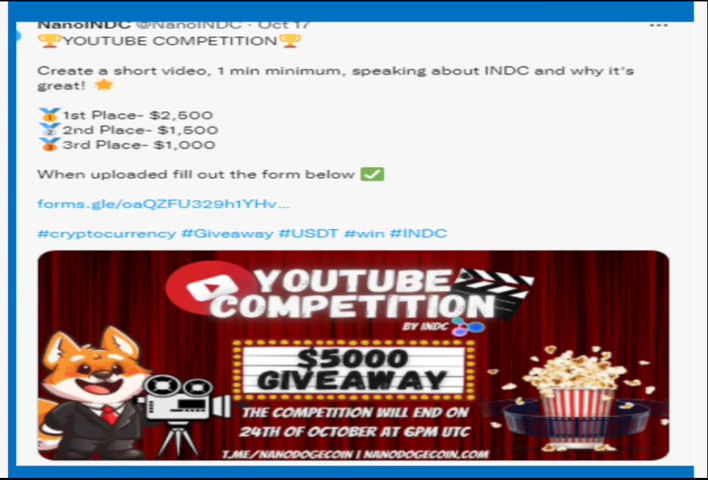 NanoINDC @NanoINDC · Oct 17
🏆YOUTUBE COMPETITION🏆
Create a short video, 1 min minimum, speaking about INDC and why it's
great! 🌟
🥇1st Place- $2,500
🥈2nd Place- $1,500
🥉3rd Place- $1,000
When uploaded fill out the form below ✅
forms.gle/oaQZFU329h1YHv...
#cryptocurrency #Giveaway #USDT #win #INDC
YOUTUBE
COMPETITION
BY INDC
$5000
GIVEAWAY
THE COMPETITION WILL END ON
24TH OF OCTOBER AT 6PM UTC
T.ME/NANODOGECOIN | NANODOGECOIN.COM